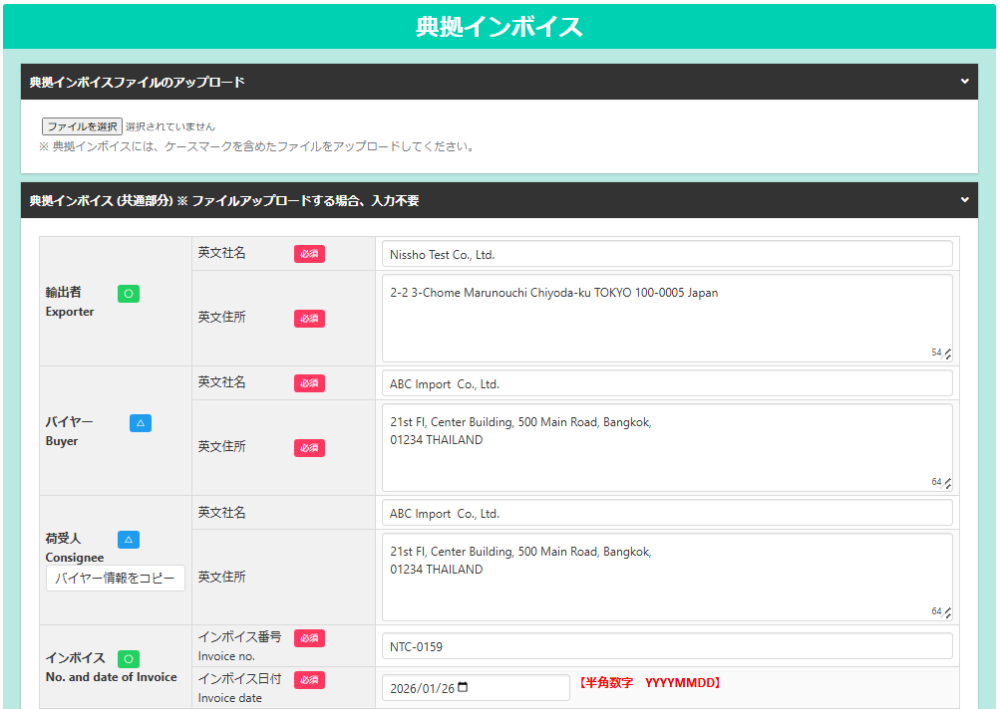 典拠インボイス
典拠インボイスファイルのアップロード
ファイルを選択 選択されていません
※ 典拠インボイスには、ケースマークを含めたファイルをアップロードしてください。
典拠インボイス (共通部分) ※ ファイルアップロードする場合、入力不要
輸出者 ○
Exporter
英文社名 必須
Nissho Test Co., Ltd.
英文住所 必須
2-2 3-Chome Marunouchi Chiyoda-ku TOKYO 100-0005 Japan
54
バイヤー △
Buyer
英文社名 必須
ABC Import  Co., Ltd.
英文住所 必須
21st Fl, Center Building, 500 Main Road, Bangkok,
01234 THAILAND
64
荷受人 △
Consignee
バイヤー情報をコピー
英文社名
ABC Import  Co., Ltd.
英文住所
21st Fl, Center Building, 500 Main Road, Bangkok,
01234 THAILAND
64
インボイス ○
No. and date of Invoice
インボイス番号 必須
Invoice no.
NTC-0159
インボイス日付 必須
Invoice date
2026/01/26
【半角数字　YYYYMMDD】